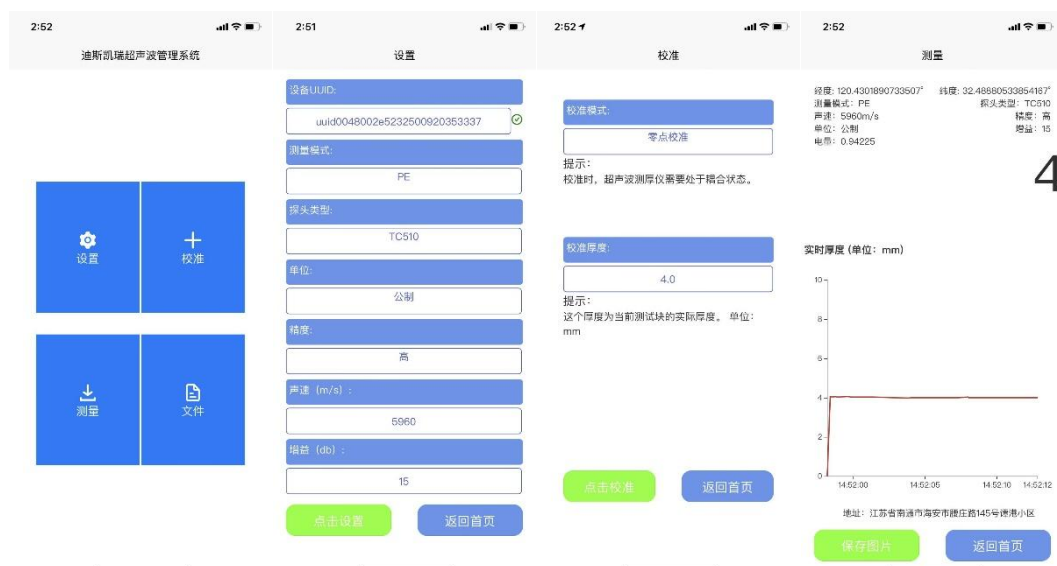 2:52
迪斯凯瑞超声波管理系统
设置
校准
测量
文件
2:51
设置
设备UUID:
uuid0048002e5232500920353337
测量模式:
PE
探头类型:
TC510
单位:
公制
精度:
高
声速（m/s）:
5960
增益（db）:
15
点击设置
返回首页
2:52
校准
校准模式:
零点校准
提示:
校准时，超声波测厚仪需要处于耦合状态。
校准厚度:
4.0
提示:
这个厚度为当前测试块的实际厚度。 单位:
mm
点击校准
返回首页
2:52
测量
经度: 120.4301890733507° 纬度: 32.48680533854167°
测量模式: PE 探头类型: TC510
声速: 5960m/s 精度: 高
单位: 公制 增益: 15
电量: 0.94225
4
实时厚度 (单位: mm)
10
8
6
4
2
0
14:52:00 14:52:05 14:52:10 14:52:12
地址: 江苏省南通市海安市腰庄路145号德港小区
保存图片
返回首页